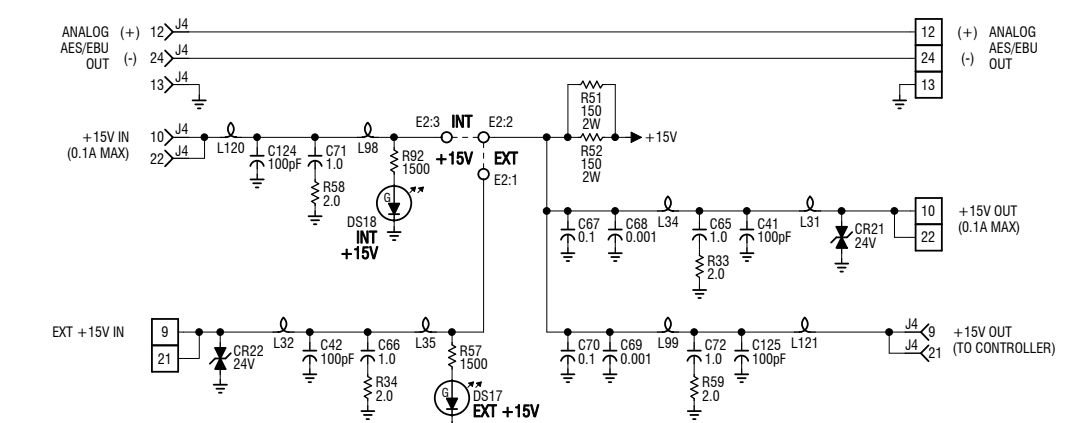 ANALOG (+) 12 J4
AES/EBU
OUT (-) 24 J4
13 J4
12 (+) ANALOG
24 (-) AES/EBU
OUT
13
+15V IN
(0.1A MAX)
10 J4
22 J4
L120
C124
100pF
C71
1.0
R58
2.0
L98
R92
1500
G
DS18
INT
+15V
E2:3 INT E2:2
+15V EXT
E2:1
R51
150
2W
R52
150
2W
+15V
C67
0.1
C68
0.001
L34
C65
1.0
R33
2.0
C41
100pF
L31
CR21
24V
10
22
+15V OUT
(0.1A MAX)
EXT +15V IN
9
21
CR22
24V
L32
C42
100pF
C66
1.0
R34
2.0
L35
R57
1500
G
DS17
EXT +15V
C70
0.1
C69
0.001
L99
C72
1.0
R59
2.0
C125
100pF
L121
J4 9
J4 21
+15V OUT
(TO CONTROLLER)